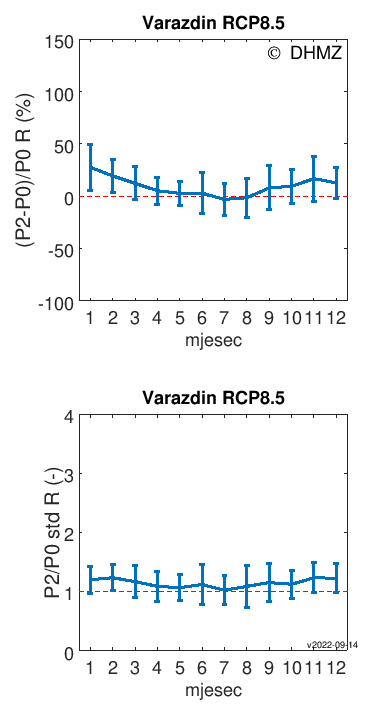 Varazdin RCP8.5
© DHMZ
(P2-P0)/P0 R (%)
150
100
50
0
-50
-100
1 2 3 4 5 6 7 8 9 10 11 12
mjesec
Varazdin RCP8.5
P2/P0 std R (-)
4
3
2
1
0
v2022-09-14
1 2 3 4 5 6 7 8 9 10 11 12
mjesec